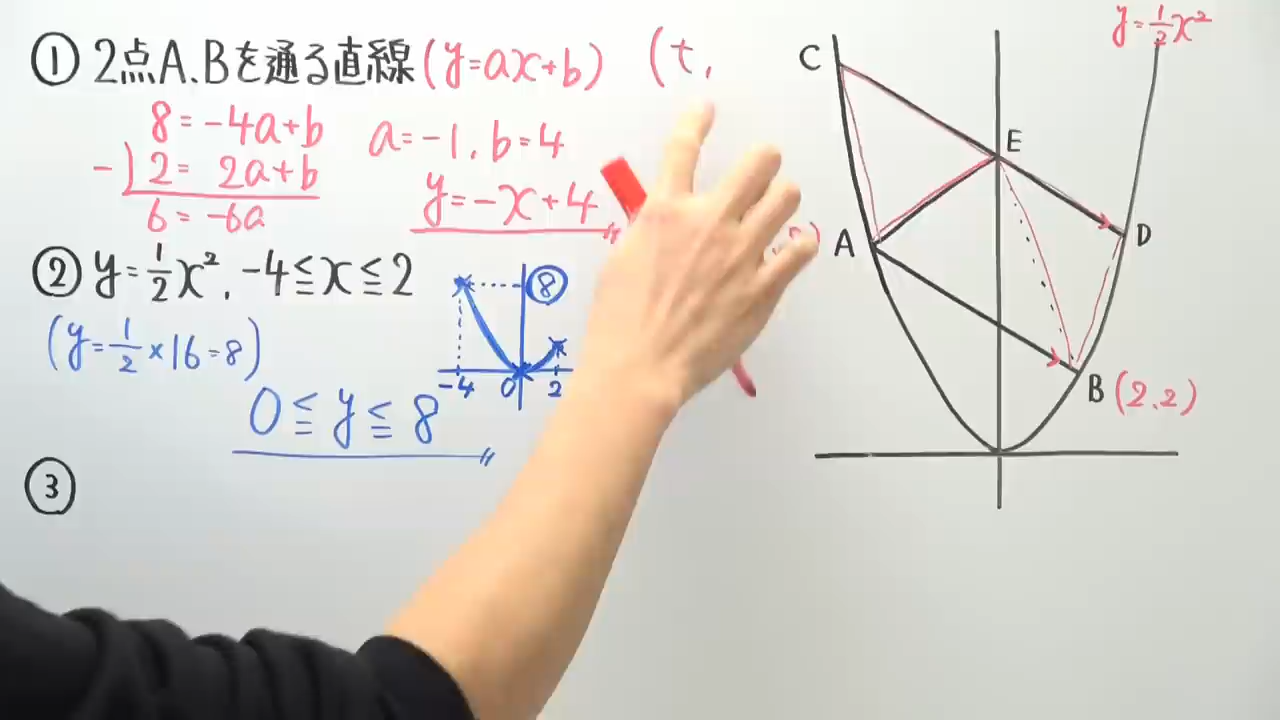 ① 2点A.Bを通る直線(y=ax+b) (t,
8=-4a+b
-)2=2a+b
6=-6a
a=-1, b=4
y=-x+4
② y=1/2x², -4≦x≦2
(y=1/2×16=8)
0≦y≦8
8
-4 0 2
③
y=1/2x²
C
E
A
D
B(2.2)